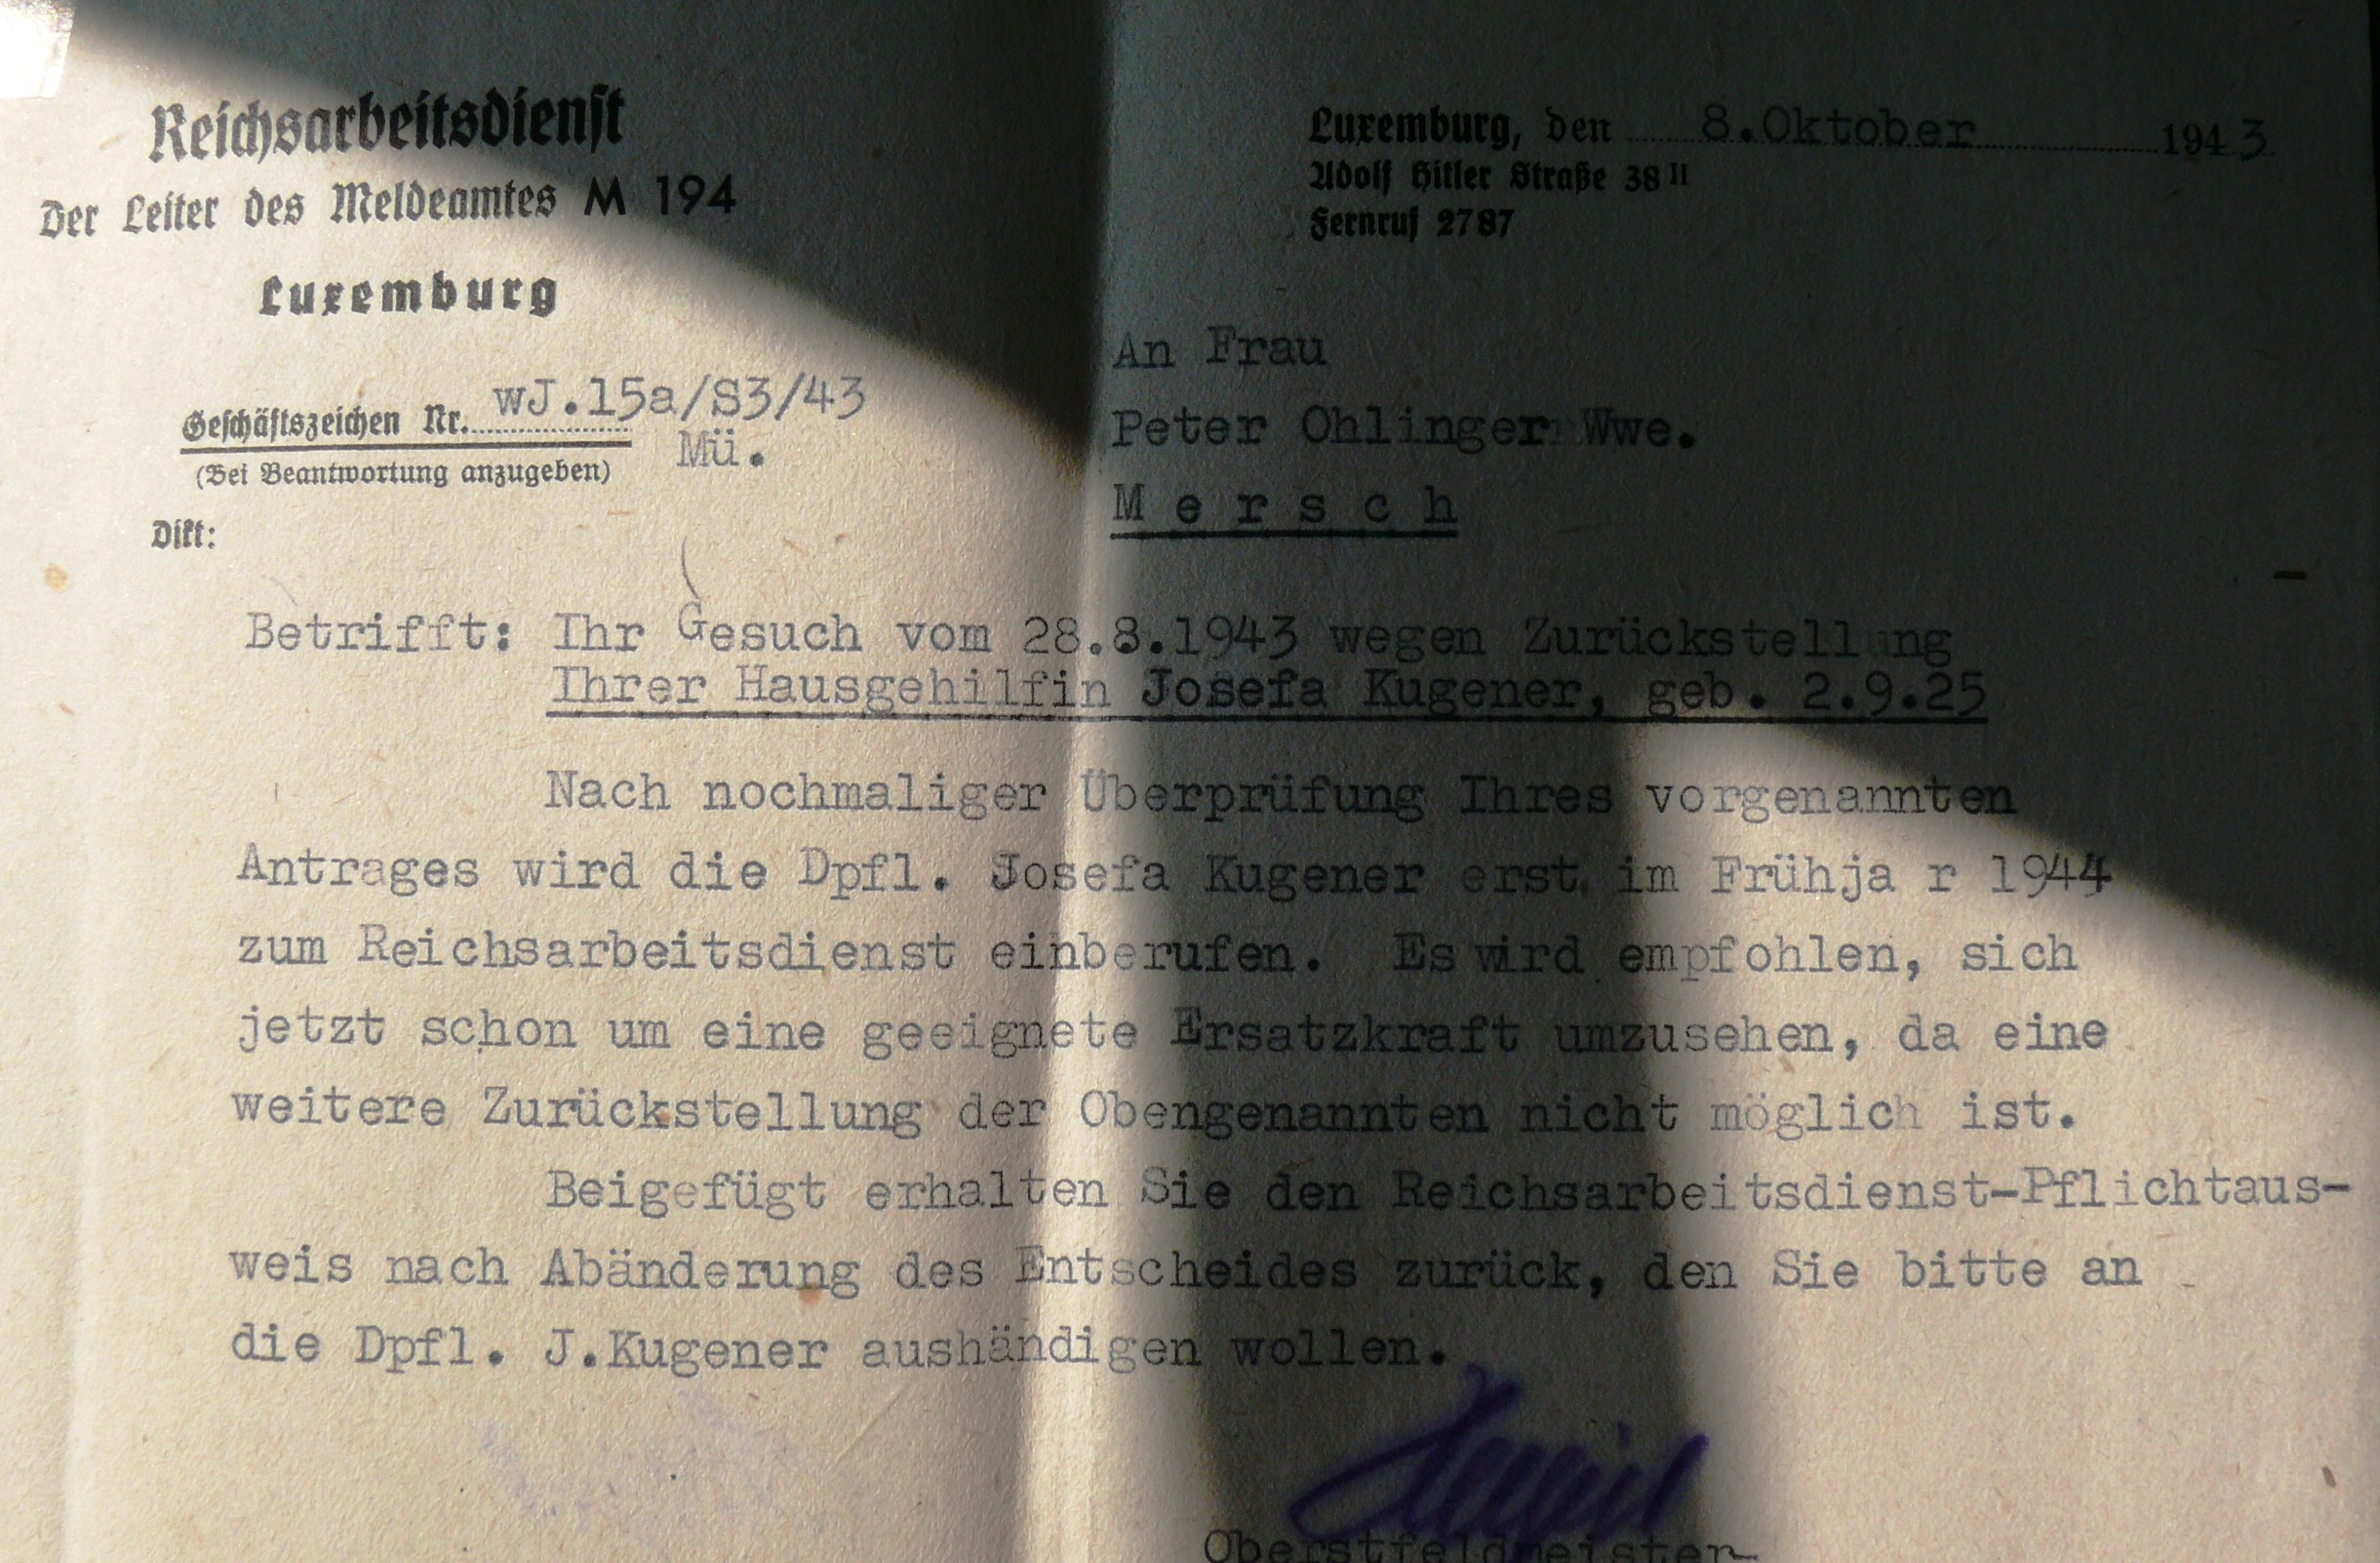 Reichsarbeitsdienst
Der Leiter des Meldeamtes M 194
Luxemburg
Geschäftszeichen Nr. wJ.15a/S3/43
Mü.
(Bei Beantwortung anzugeben)
Dikt:
Luxemburg, den 8.Oktober 1943
Adolf Hitler Straße 38 II
Fernruf 2787
An Frau
Peter Ohlinger Wwe.
Mersch
Betrifft: Ihr Gesuch vom 28.8.1943 wegen Zurückstellung
Ihrer Hausgehilfin Josefa Kugener, geb. 2.9.25
Nach nochmaliger Überprüfung Ihres vorgenannten
Antrages wird die Dpfl. Josefa Kugener erst im Frühja r 1944
zum Reichsarbeitsdienst einberufen. Es wird empfohlen, sich
jetzt schon um eine geeignete Ersatzkraft umzusehen, da eine
weitere Zurückstellung der Obengenannten nicht möglich ist.
Beigefügt erhalten Sie den Reichsarbeitsdienst-Pflichtaus-
weis nach Abänderung des Entscheides zurück, den Sie bitte an
die Dpfl. J.Kugener aushändigen wollen.
Oberstfeldmeister